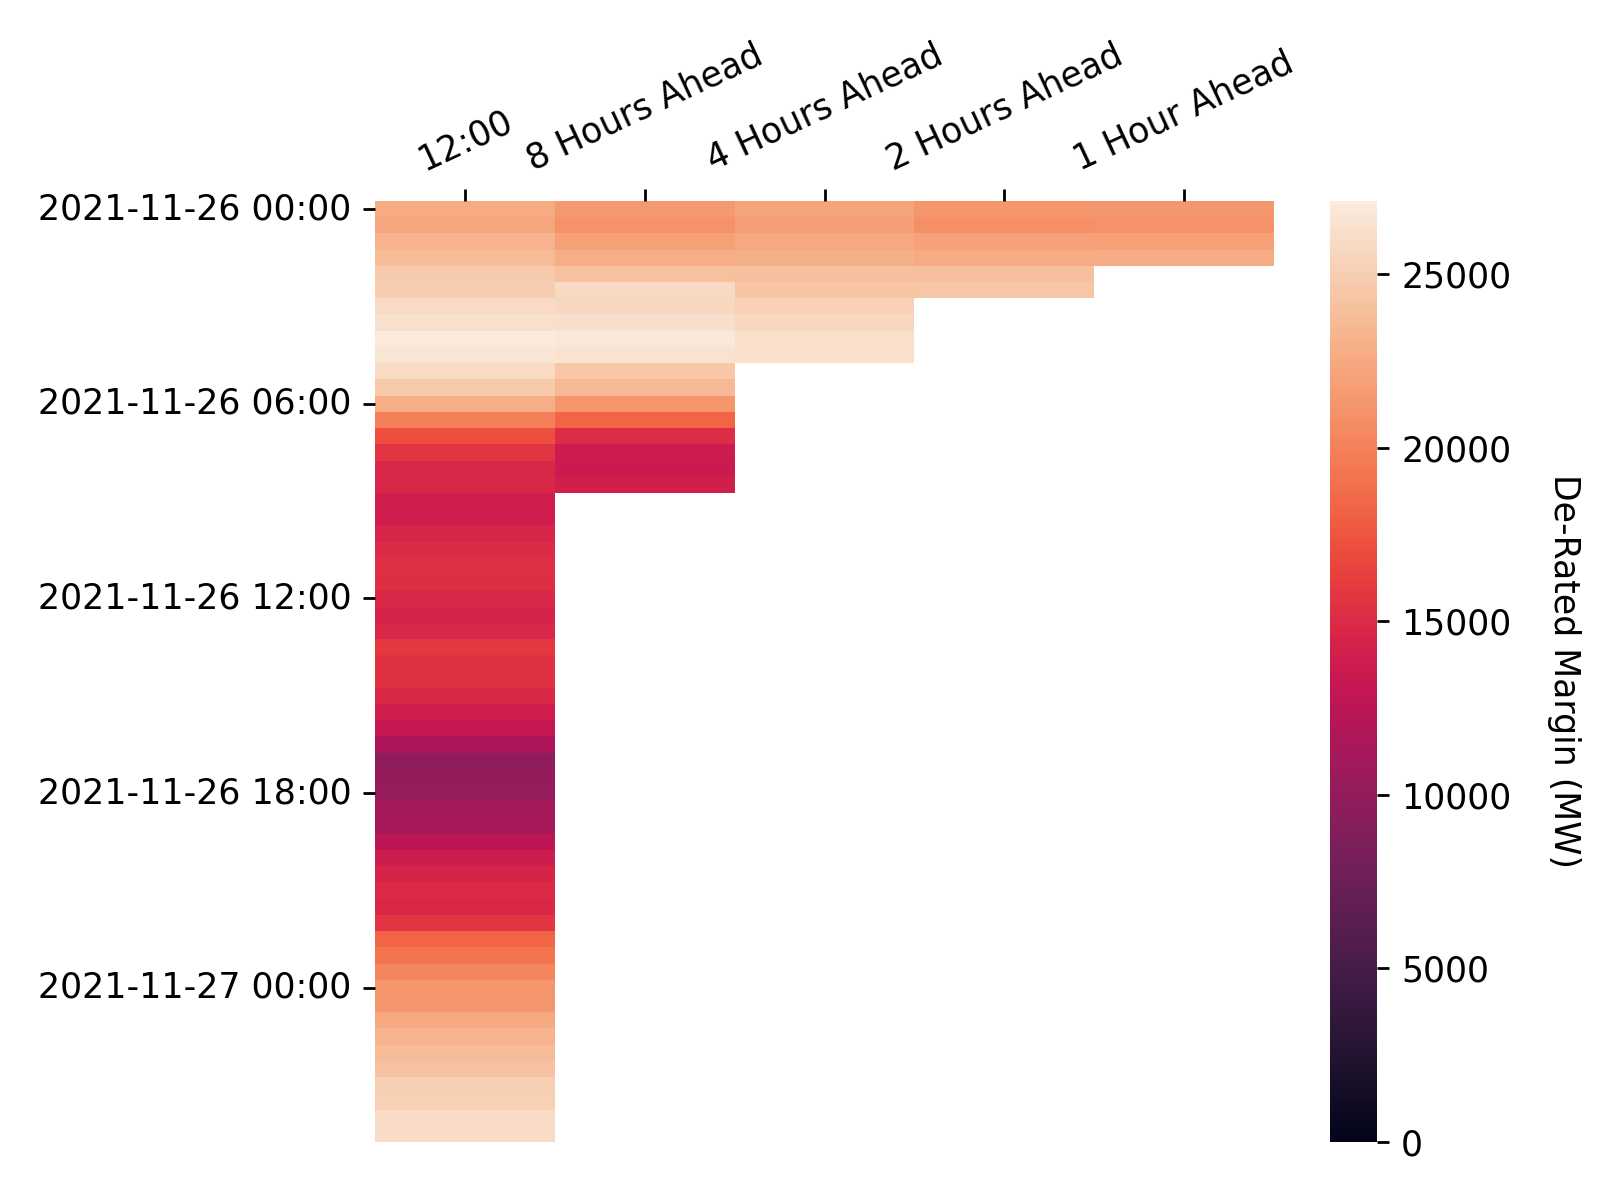 12:00
8 Hours Ahead
4 Hours Ahead
2 Hours Ahead
1 Hour Ahead
2021-11-26 00:00
2021-11-26 06:00
2021-11-26 12:00
2021-11-26 18:00
2021-11-27 00:00
25000
20000
15000
10000
5000
0
De-Rated Margin (MW)